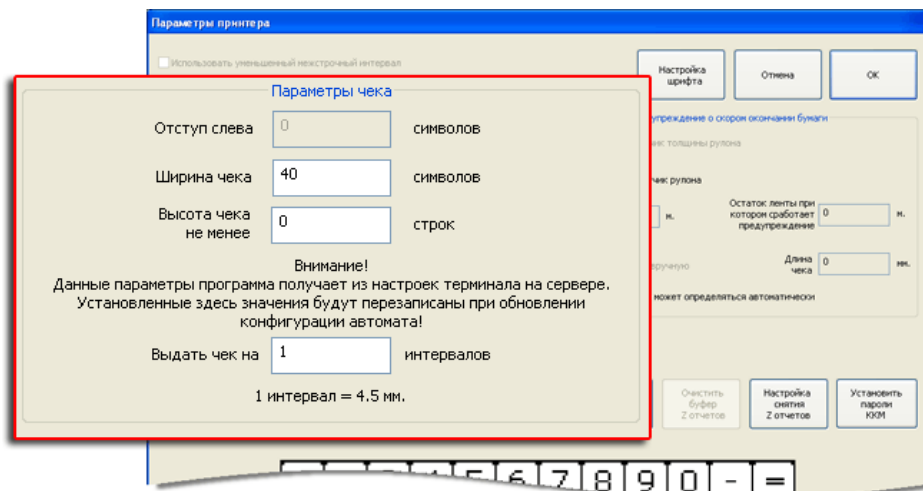 Параметры принтера
Использовать уменьшенный межстрочный интервал
Настройка
шрифта
Отмена
ОК
Параметры чека
Отступ слева 0 символов
Ширина чека 40 символов
Высота чека
не менее 0 строк
Внимание!
Данные параметры программа получает из настроек терминала на сервере.
Установленные здесь значения будут перезаписаны при обновлении
конфигурации автомата!
Выдать чек на 1 интервалов
1 интервал = 4.5 мм.
упреждение о скором окончании бумаги
чик толщины рулона
чик рулона
м.
Остаток ленты при
котором сработает
предупреждение 0 м.
вручную
Длина
чека 0 мм.
может определяться автоматически
Очистить
буфер
Z отчетов
Настройка
снятия
Z отчетов
Установить
пароли
ККМ
4 5 6 7 8 9 0 - =